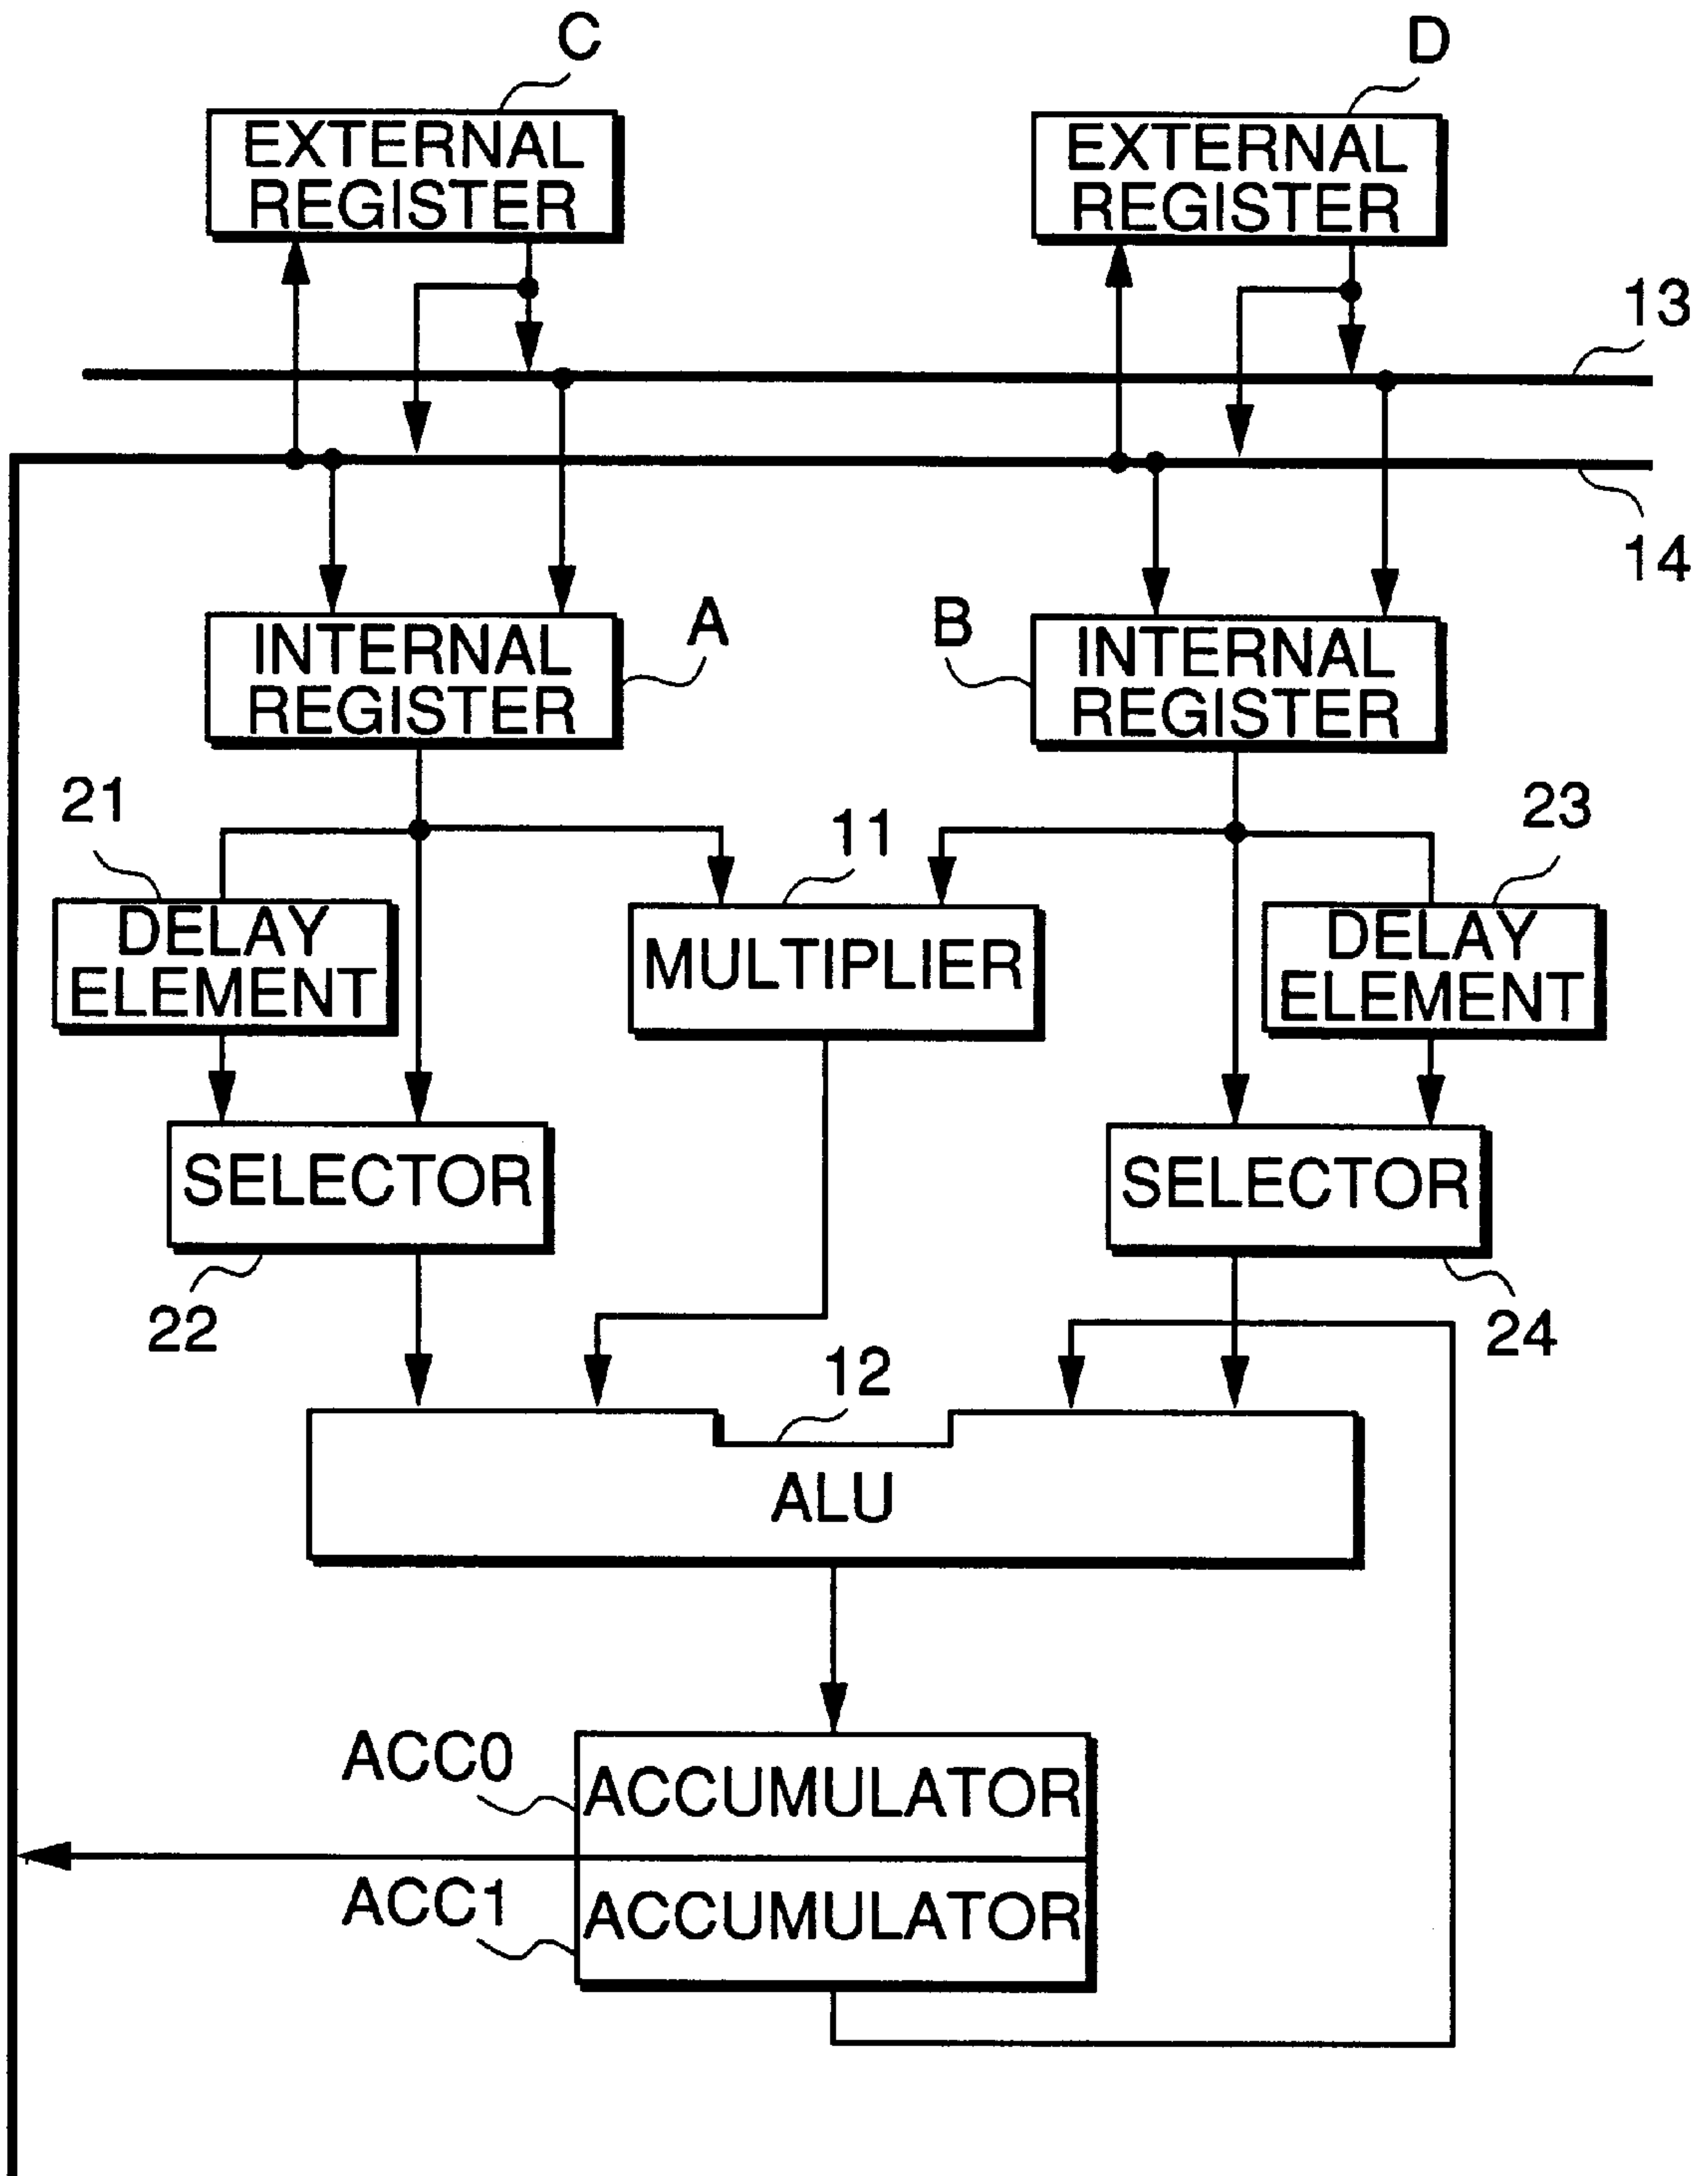 C
D
EXTERNAL
REGISTER
EXTERNAL
REGISTER
13
14
INTERNAL
REGISTER
A
B
INTERNAL
REGISTER
21
11
23
DELAY
ELEMENT
MULTIPLIER
DELAY
ELEMENT
SELECTOR
SELECTOR
22
24
12
ALU
ACC0
ACCUMULATOR
ACC1
ACCUMULATOR